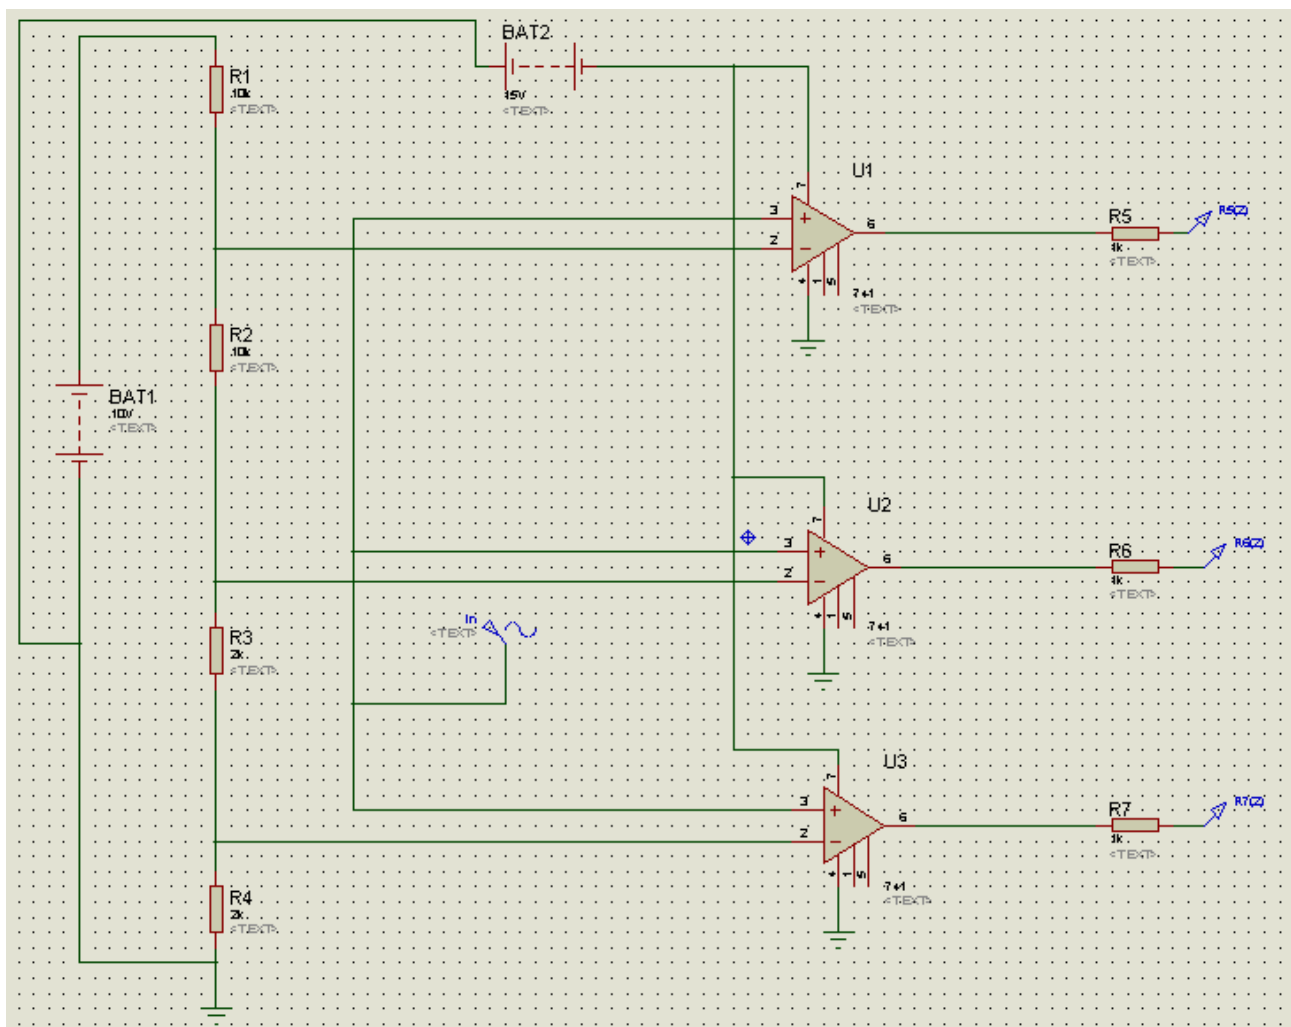 BAT2
15V
<TEXT>
R1
10k
<TEXT>
U1
7
3
2
6
4
1
5
741
<TEXT>
R5
1k
<TEXT>
R5(2)
R2
10k
<TEXT>
BAT1
10V
<TEXT>
U2
7
3
2
6
4
1
5
741
<TEXT>
R6
1k
<TEXT>
R6(2)
In
<TEXT>
R3
2k
<TEXT>
U3
7
3
2
6
4
1
5
741
<TEXT>
R7
1k
<TEXT>
R7(2)
R4
2k
<TEXT>